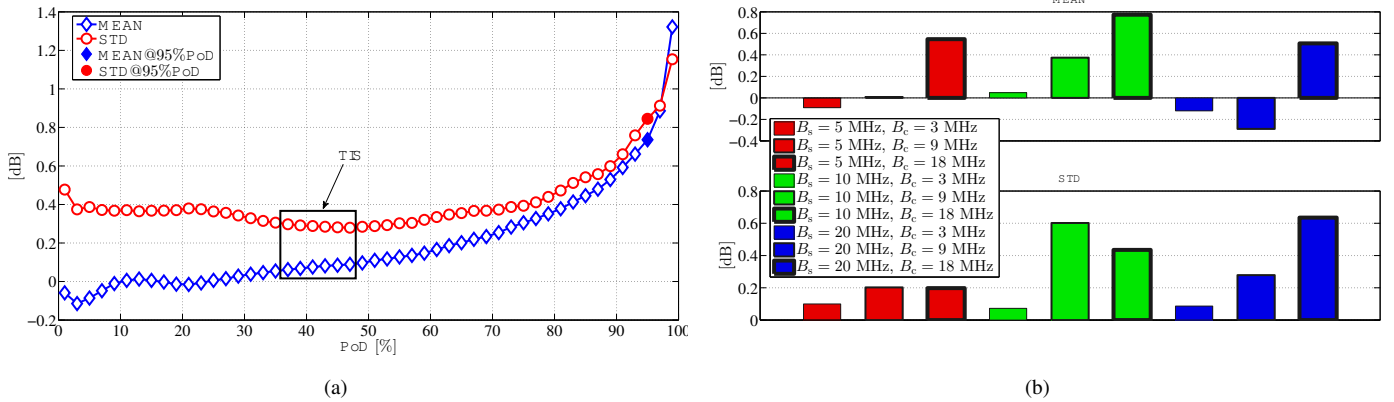 1.4
1.2
1
0.8
0.6
0.4
0.2
0
−0.2
[dB]
MEAN
STD
MEAN@95%PoD
STD@95%PoD
TIS
0 10 20 30 40 50 60 70 80 90 100
PoD [%]
(a)
MEAN
0.8
0.6
0.4
0.2
0
−0.2
−0.4
[dB]
Bs = 5 MHz, Bc = 3 MHz
Bs = 5 MHz, Bc = 9 MHz
Bs = 5 MHz, Bc = 18 MHz
Bs = 10 MHz, Bc = 3 MHz
Bs = 10 MHz, Bc = 9 MHz
Bs = 10 MHz, Bc = 18 MHz
Bs = 20 MHz, Bc = 3 MHz
Bs = 20 MHz, Bc = 9 MHz
Bs = 20 MHz, Bc = 18 MHz
STD
0.8
0.6
0.4
0.2
0
[dB]
(b)